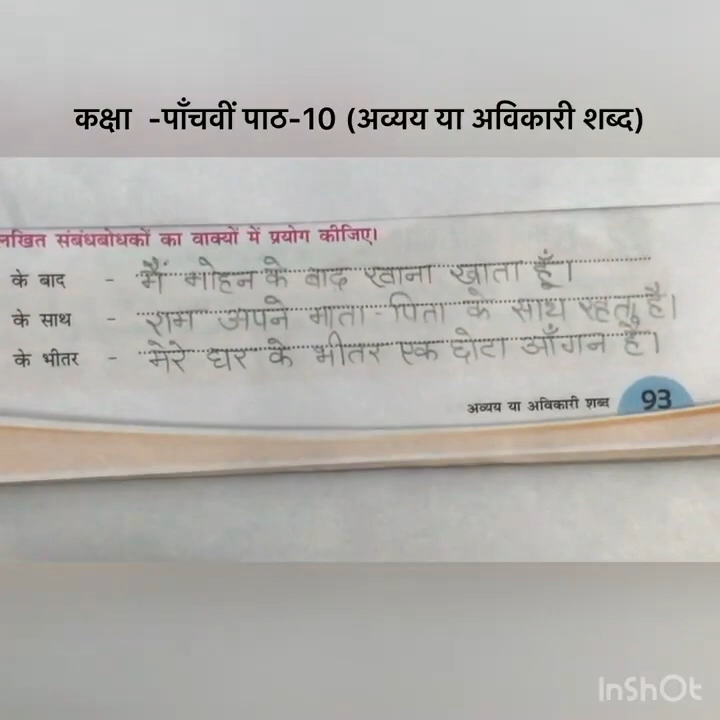 कक्षा -पाँचवीं पाठ-10 (अव्यय या अविकारी शब्द)
लखित संबंधबोधकों का वाक्यों में प्रयोग कीजिए।
के बाद - मैं मोहन के बाद खाना खाता हूँ।
के साथ - राम अपने माता-पिता के साथ रहता है।
के भीतर - मेरे घर के भीतर एक छोटा आँगन है।
अव्यय या अविकारी शब्द 93
InShOt